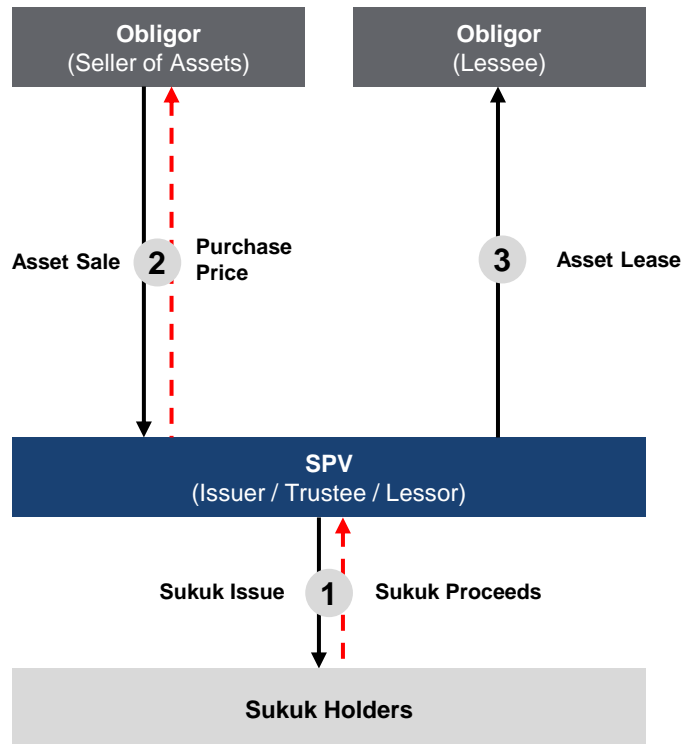 Obligor
(Seller of Assets)
Obligor
(Lessee)
Asset Sale
2
Purchase
Price
3
Asset Lease
SPV
(Issuer / Trustee / Lessor)
Sukuk Issue
1
Sukuk Proceeds
Sukuk Holders